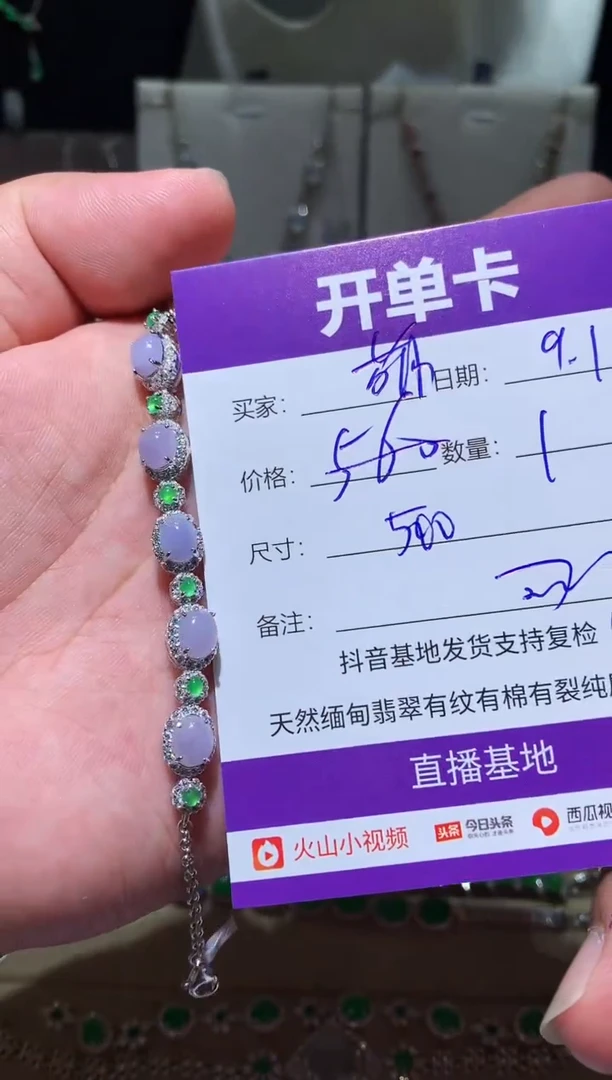 开单卡
买家: 日期: 9.1
价格: 560 数量: 1
尺寸: 500
备注:
抖音基地发货支持复检
天然缅甸翡翠有纹有棉有裂纯
直播基地
火山小视频 头条 今日头条 西瓜视